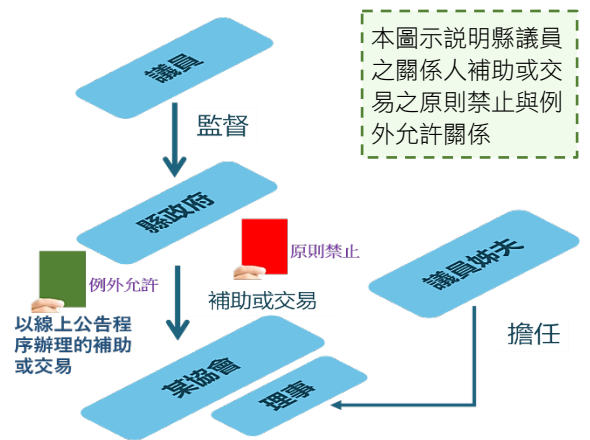 議員
本圖示説明縣議員
之關係人補助或交
易之原則禁止與例
外允許關係
監督
縣政府
原則禁止
例外允許
補助或交易
議員姊夫
以線上公告程
序辦理的補助
或交易
擔任
某協會
理事